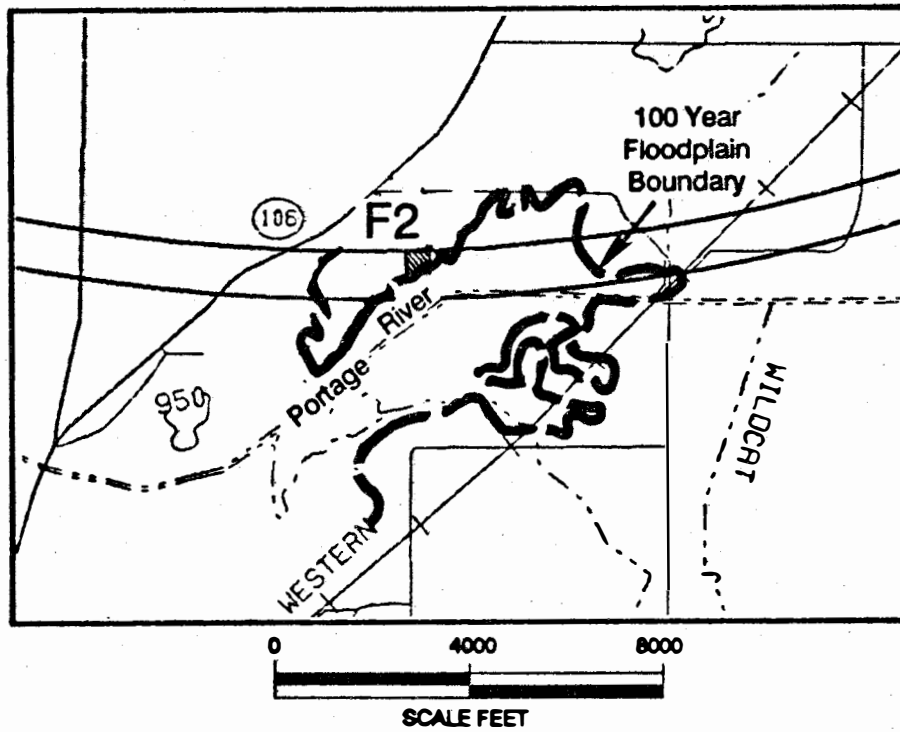 100 Year
Floodplain
Boundary
106
F2
Portage River
950
WILDCAT
WESTERN
0 4000 8000
SCALE FEET